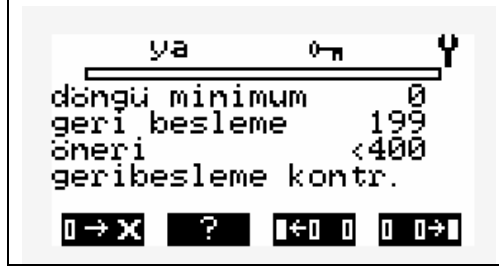 ya
döngü minimum 0
geri besleme 199
öneri <400
geribesleme kontr.
?